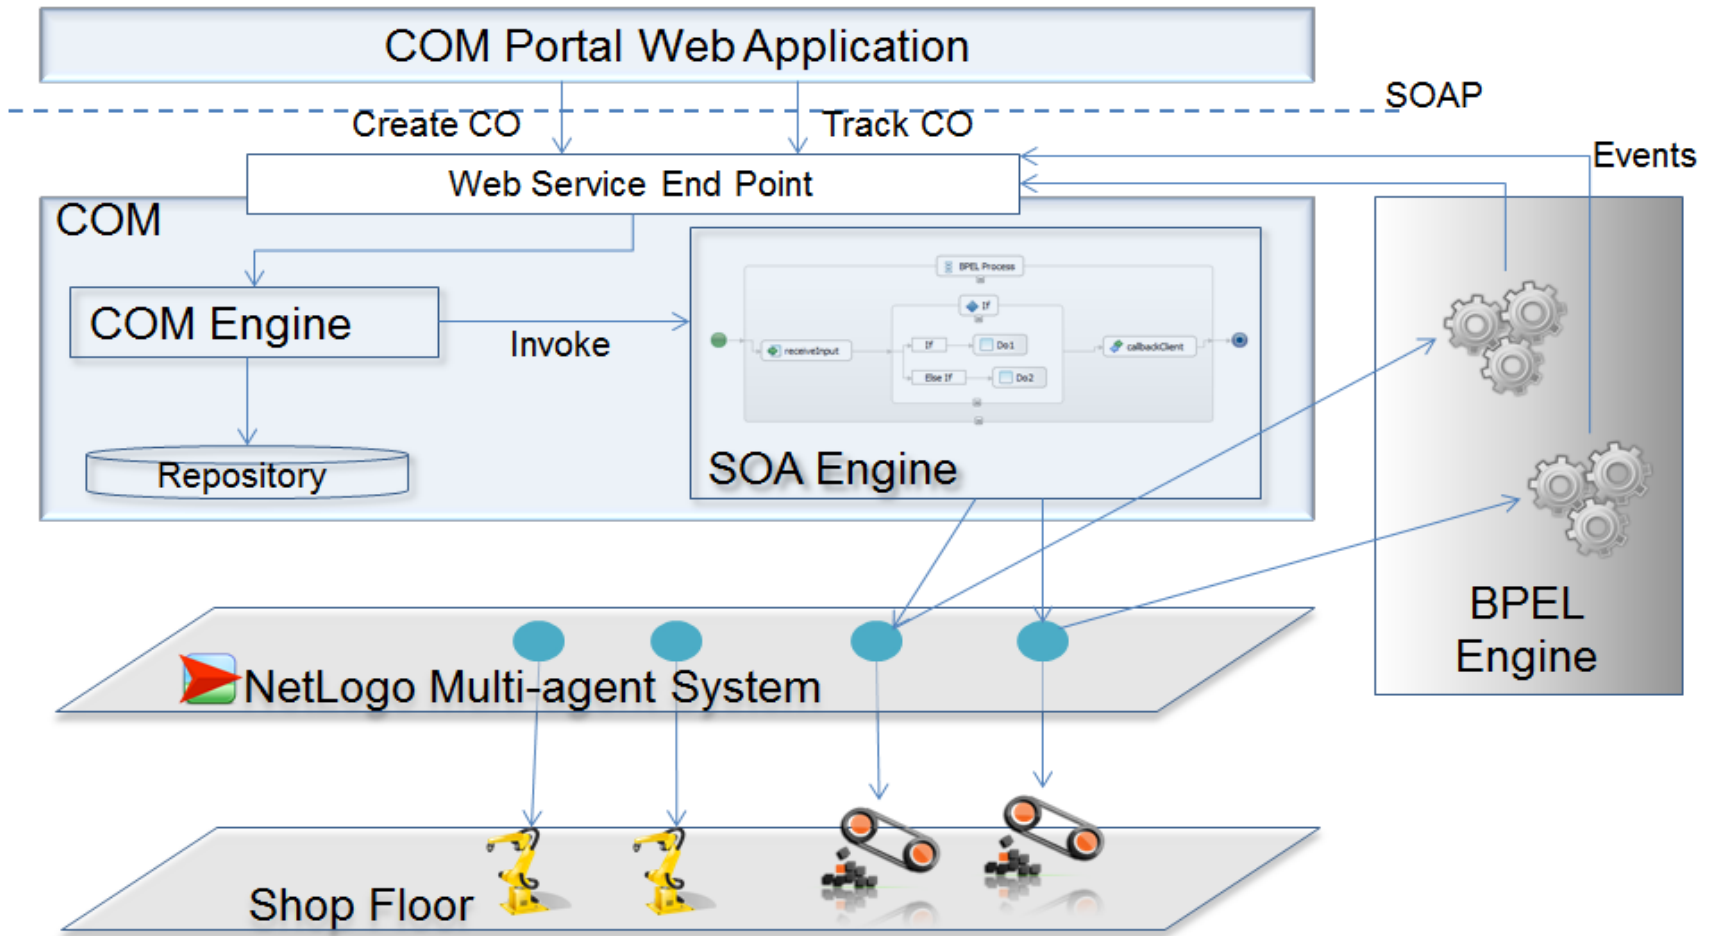 COM Portal Web Application
SOAP
Create CO
Track CO
Events
Web Service End Point
COM
BPEL Process
If
COM Engine
Invoke
receiveInput
If
Do1
callbackClient
Else If
Do2
SOA Engine
Repository
BPEL
Engine
NetLogo Multi-agent System
Shop Floor